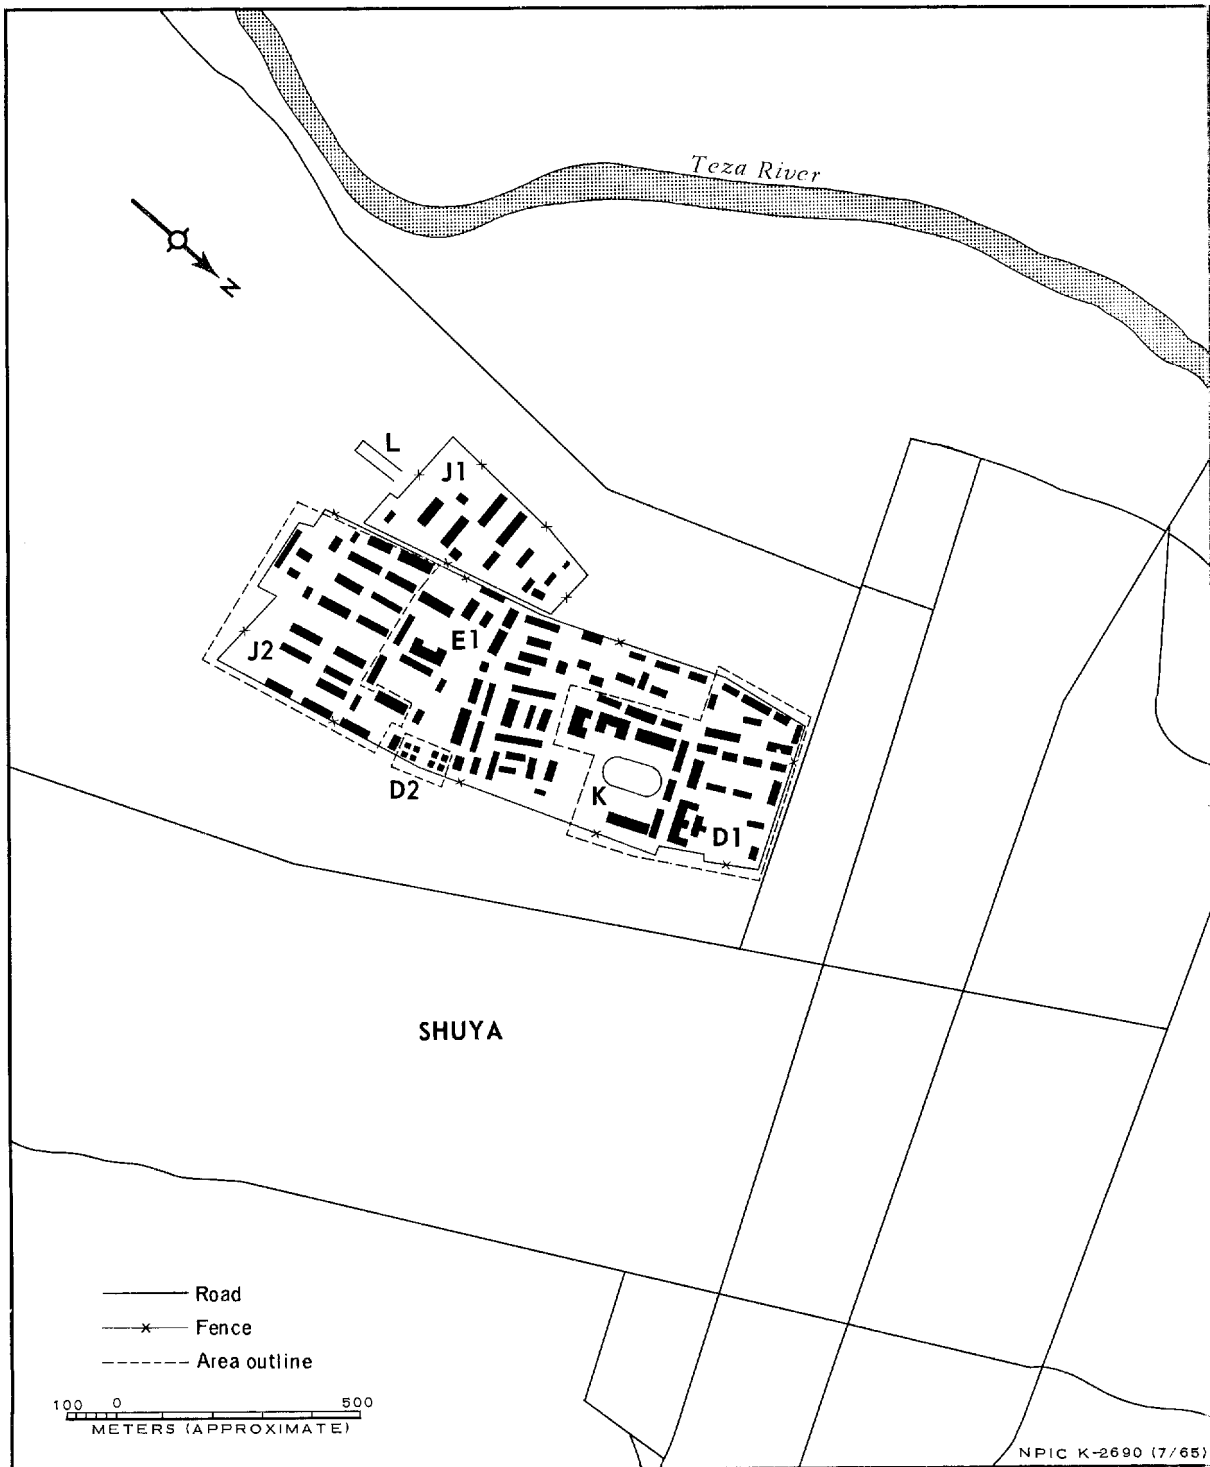 Teza River
N
L
J1
E1
J2
D2
K
D1
SHUYA
Road
Fence
Area outline
100 0 500
METERS (APPROXIMATE)
NPIC K-2690 (7/65)